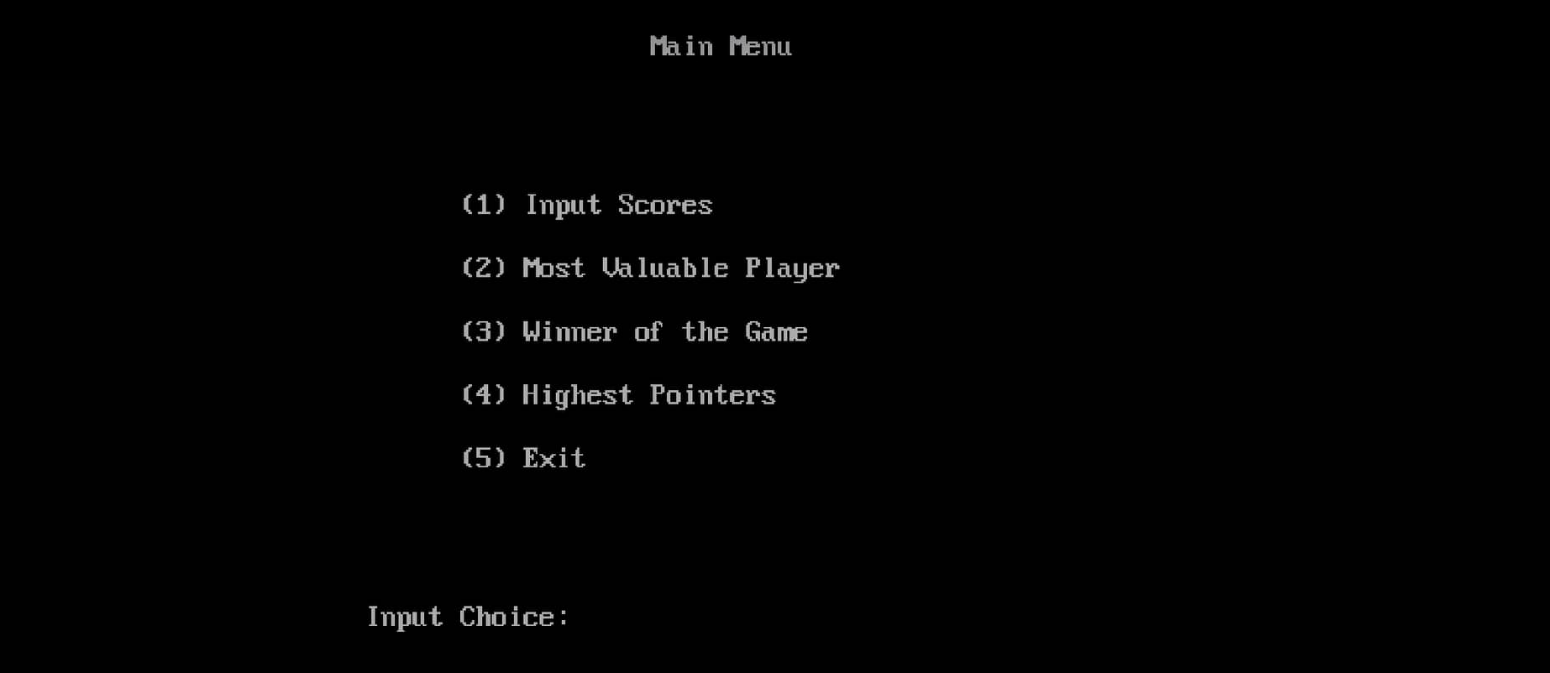 Main Menu
(1) Input Scores
(2) Most Valuable Player
(3) Winner of the Game
(4) Highest Pointers
(5) Exit
Input Choice: